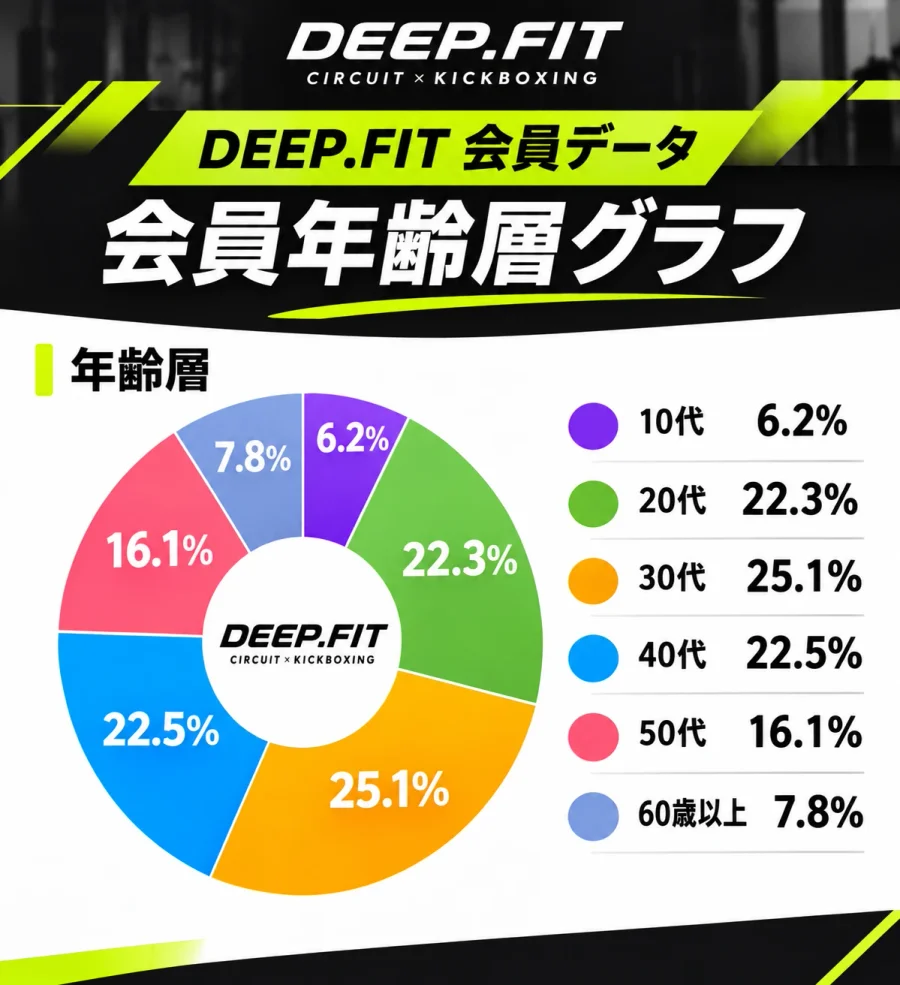 DEEP.FIT
CIRCUIT × KICKBOXING
DEEP.FIT 会員データ
会員年齢層グラフ
年齢層
7.8%
6.2%
16.1%
22.3%
DEEP.FIT
CIRCUIT × KICKBOXING
22.5%
25.1%
10代 6.2%
20代 22.3%
30代 25.1%
40代 22.5%
50代 16.1%
60歳以上 7.8%